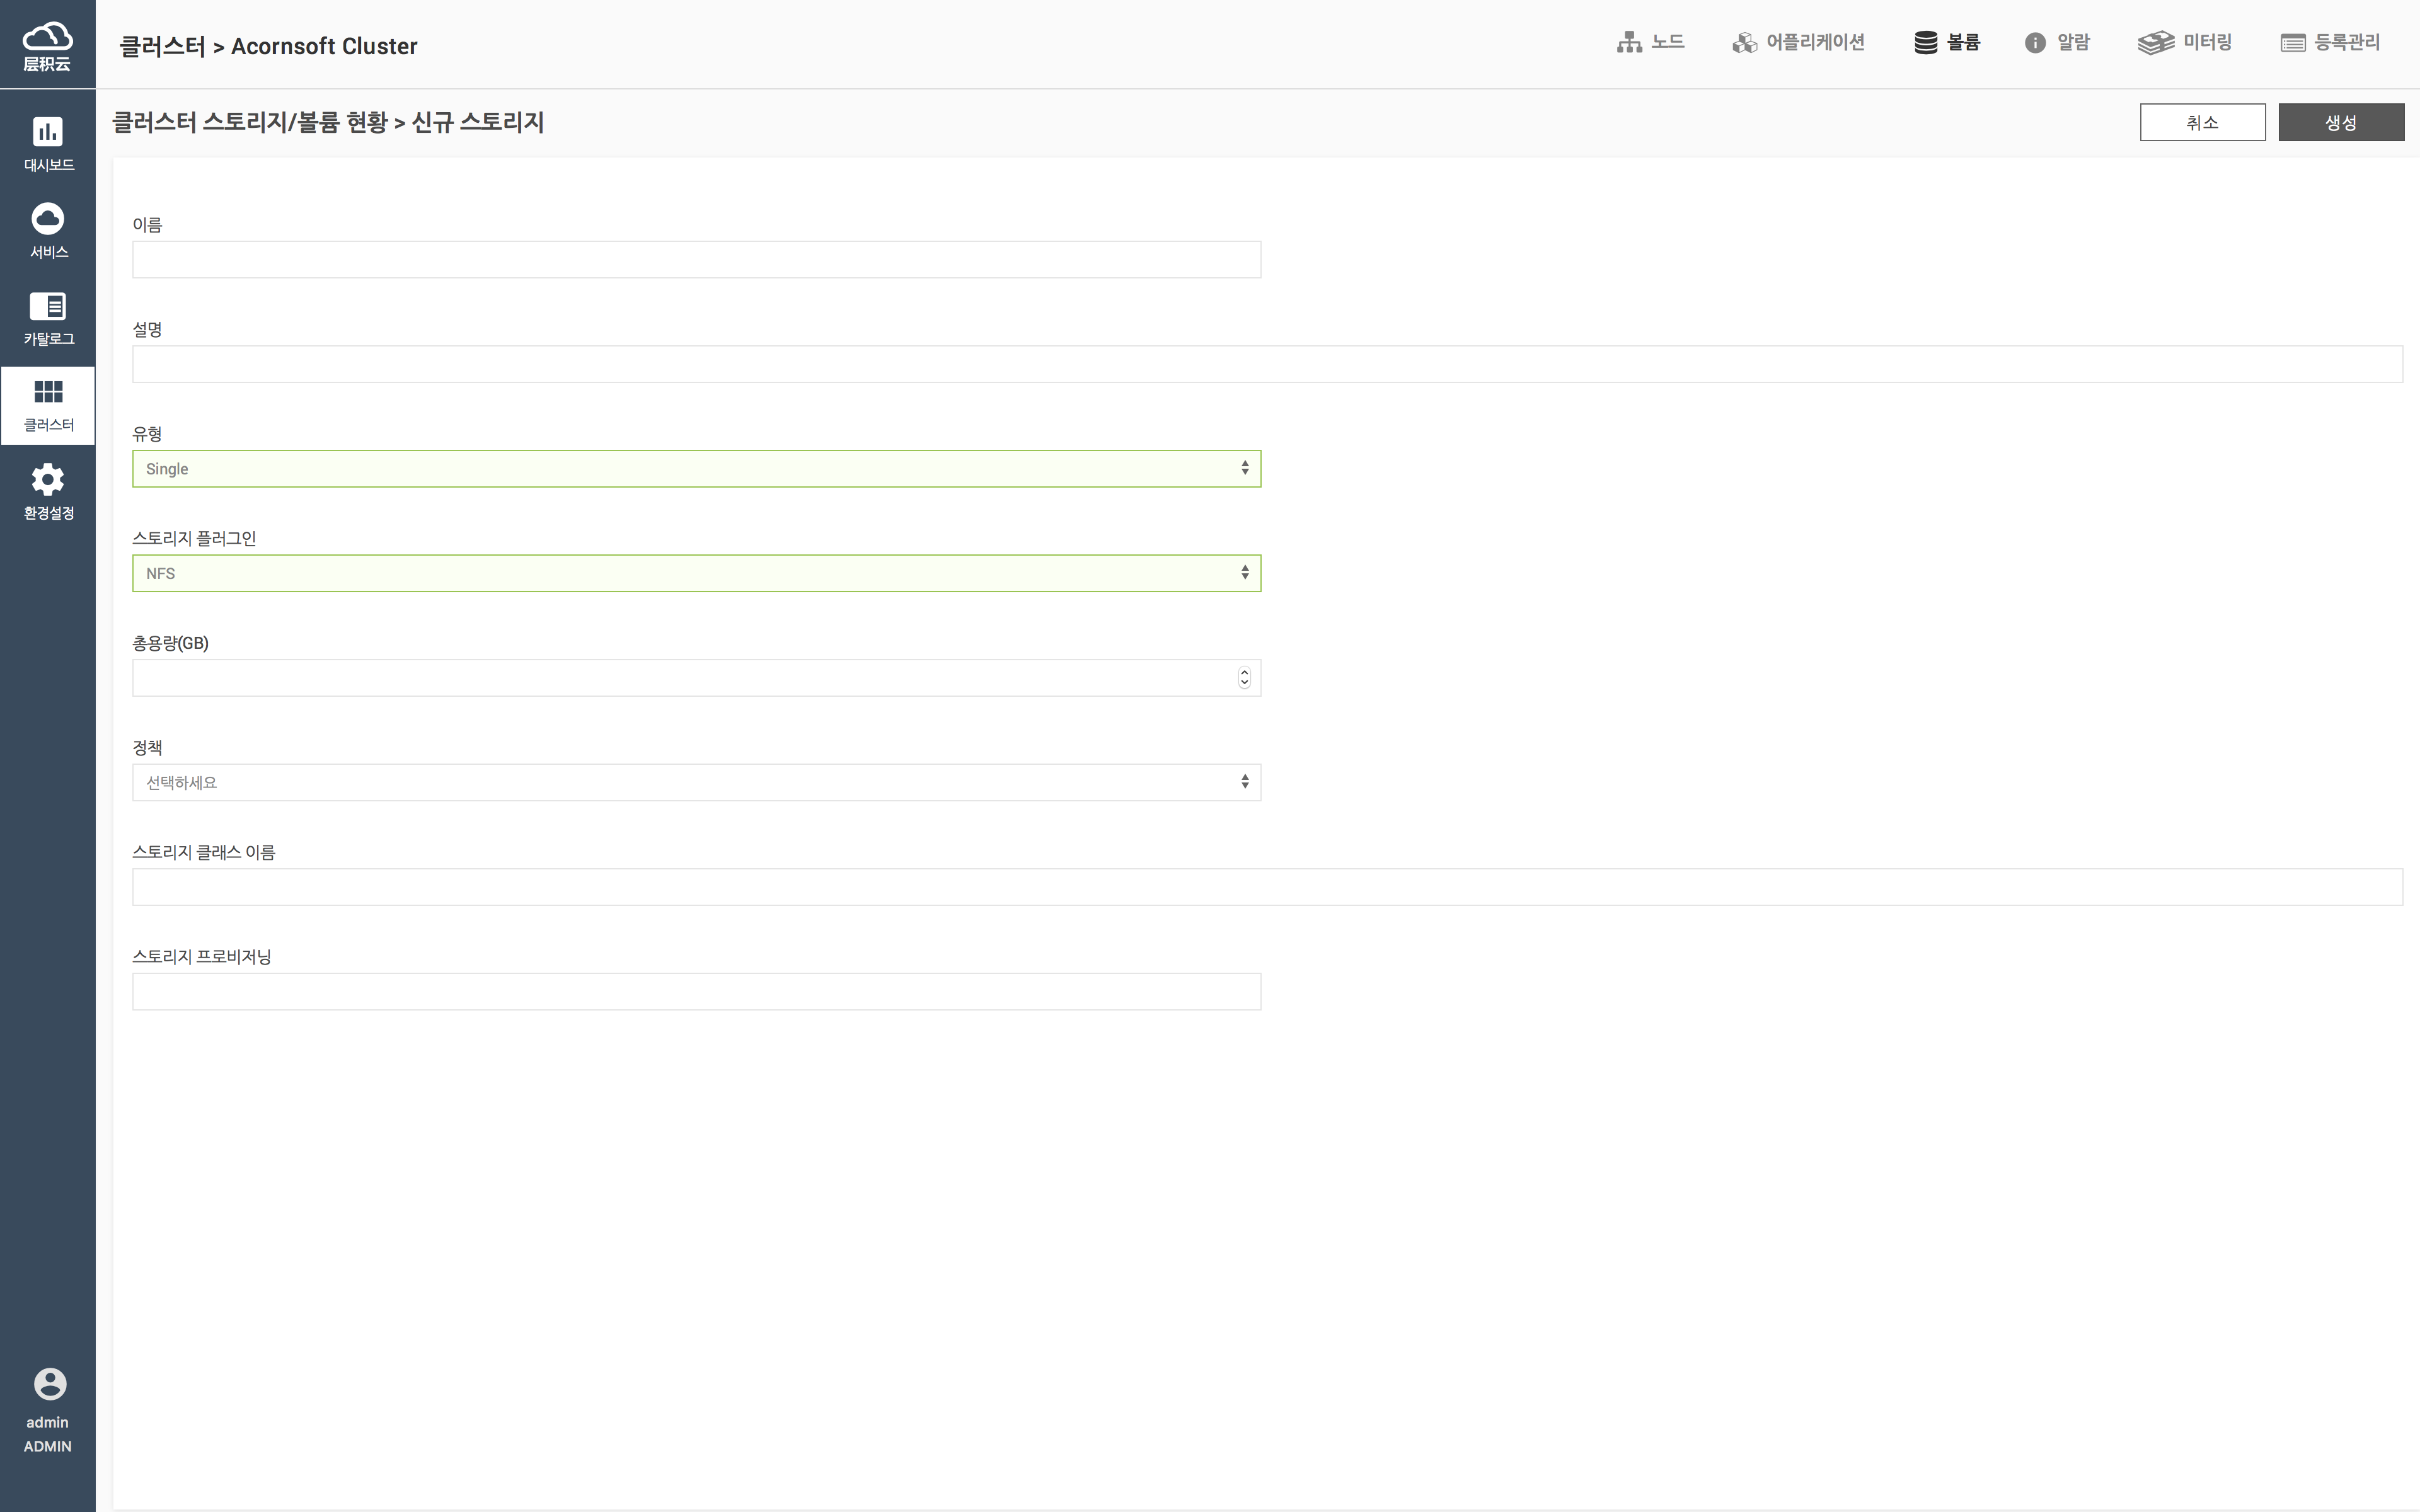 层积云
클러스터 > Acornsoft Cluster
노드
어플리케이션
볼륨
알람
미터링
등록관리
대시보드
서비스
카탈로그
클러스터
환경설정
admin
ADMIN
클러스터 스토리지/볼륨 현황 > 신규 스토리지
취소
생성
이름
설명
유형
Single
스토리지 플러그인
NFS
총용량(GB)
정책
선택하세요
스토리지 클래스 이름
스토리지 프로비저닝